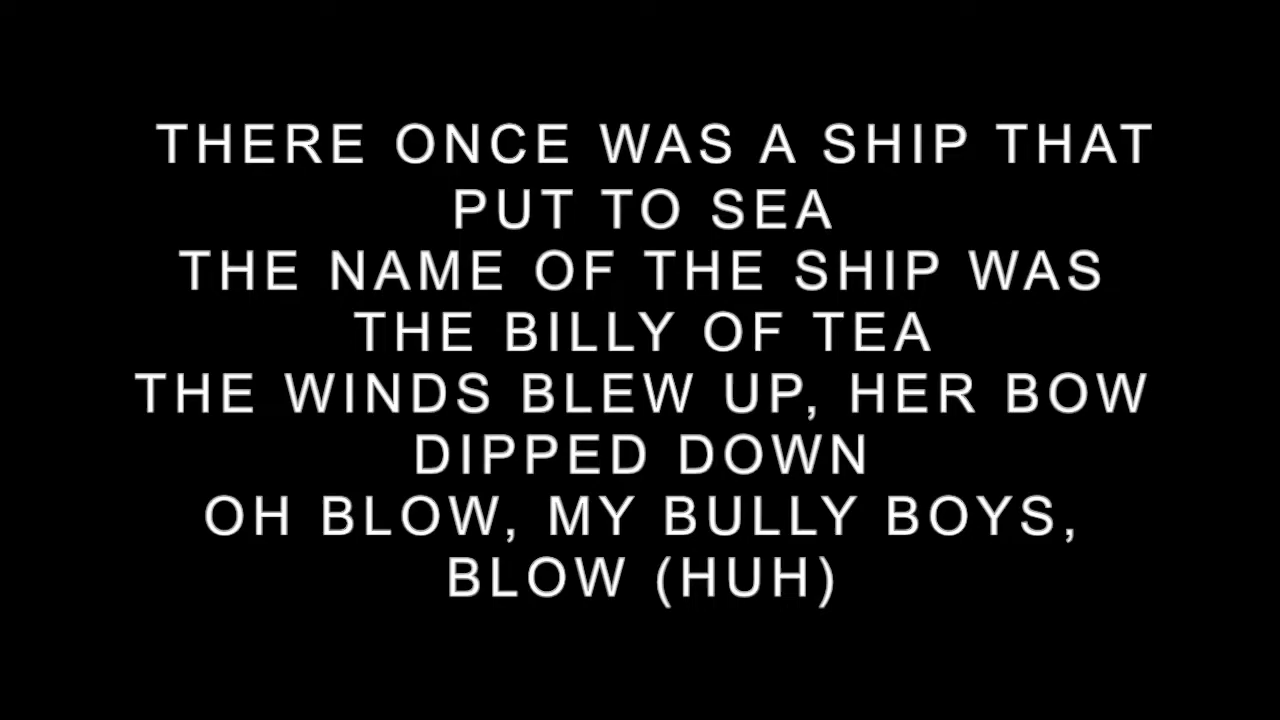 THERE ONCE WAS A SHIP THAT
PUT TO SEA
THE NAME OF THE SHIP WAS
THE BILLY OF TEA
THE WINDS BLEW UP, HER BOW
DIPPED DOWN
OH BLOW, MY BULLY BOYS,
BLOW (HUH)